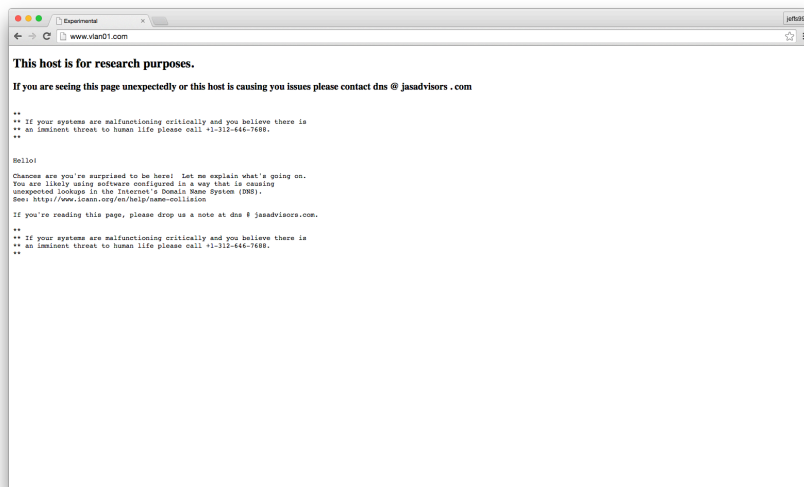 Experimental
jeffs99
www.vlan01.com
This host is for research purposes.
If you are seeing this page unexpectedly or this host is causing you issues please contact dns @ jasadvisors . com
**
** If your systems are malfunctioning critically and you believe there is
** an imminent threat to human life please call +1-312-646-7688.
**
Hello!
Chances are you're surprised to be here!  Let me explain what's going on.
You are likely using software configured in a way that is causing
unexpected lookups in the Internet's Domain Name System (DNS).
See: http://www.icann.org/en/help/name-collision
If you're reading this page, please drop us a note at dns @ jasadvisors.com.
**
** If your systems are malfunctioning critically and you believe there is
** an imminent threat to human life please call +1-312-646-7688.
**